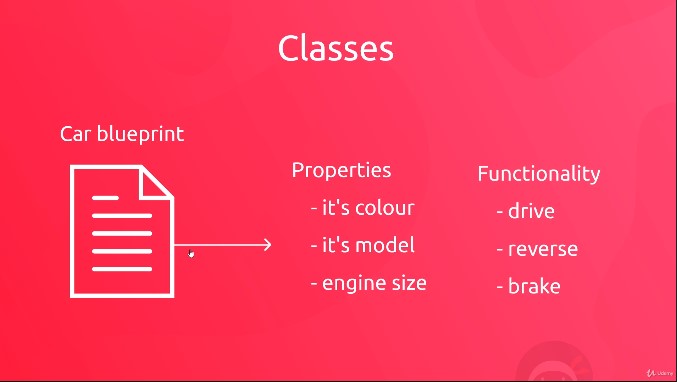 Classes
Car blueprint
Properties
- it's colour
- it's model
- engine size
Functionality
- drive
- reverse
- brake
Udemy